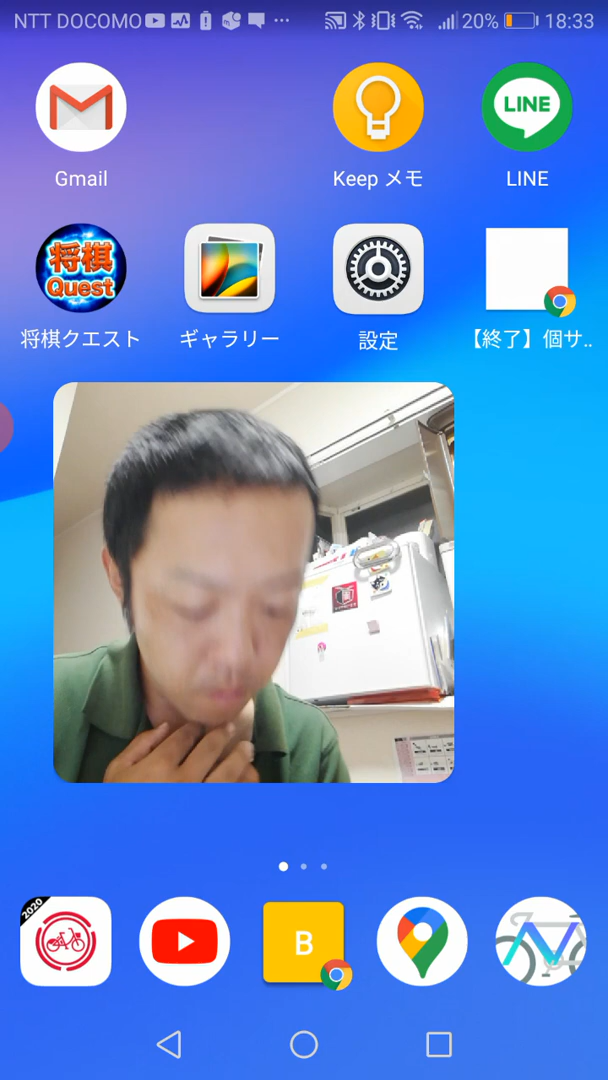 NTT DOCOMO 20% 18:33
Gmail
Keep メモ
LINE
LINE
将棋
Quest
将棋クエスト
ギャラリー
設定
【終了】個サ..
2020
B